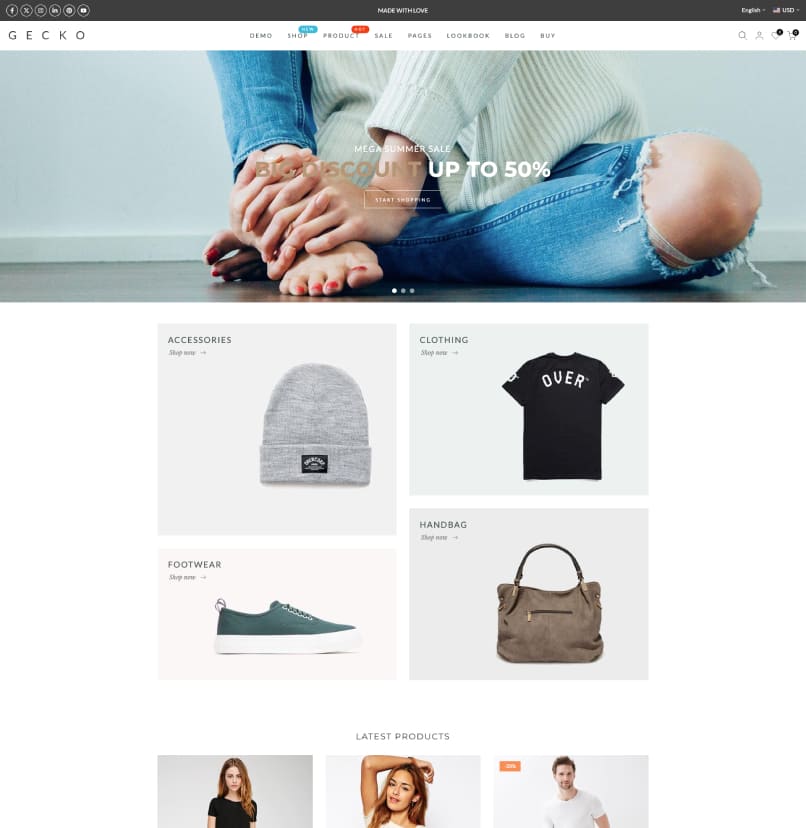 MADE WITH LOVE
English
USD
GECKO
DEMO
SHOP
NEW
PRODUCT
HOT
SALE
PAGES
LOOKBOOK
BLOG
BUY
0
0
MEGA SUMMER SALE
BIG DISCOUNT UP TO 50%
START SHOPPING
ACCESSORIES
Shop now →
CLOTHING
Shop now →
OVER
HANDBAG
Shop now →
FOOTWEAR
Shop now →
LATEST PRODUCTS